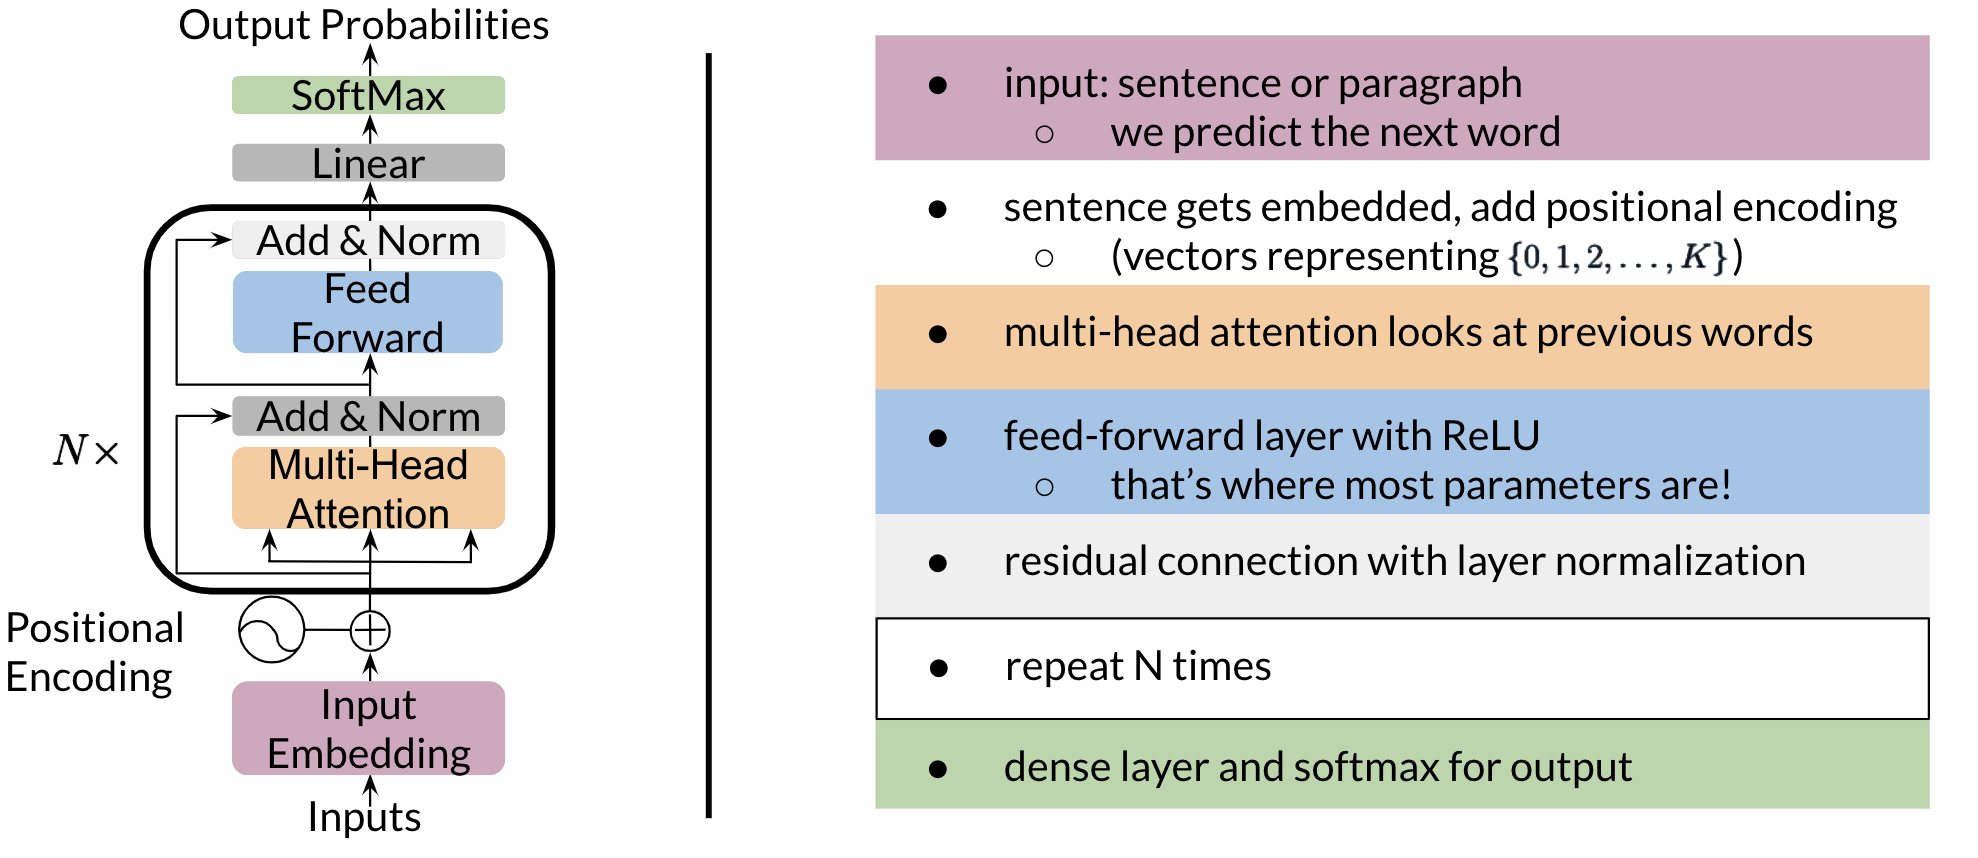 Output Probabilities
SoftMax
Linear
Add & Norm
Feed
Forward
Add & Norm
N×
Multi-Head
Attention
Positional
Encoding
Input
Embedding
Inputs
● input: sentence or paragraph
○ we predict the next word
● sentence gets embedded, add positional encoding
○ (vectors representing {0, 1, 2, . . . , K})
● multi-head attention looks at previous words
● feed-forward layer with ReLU
○ that’s where most parameters are!
● residual connection with layer normalization
● repeat N times
● dense layer and softmax for output